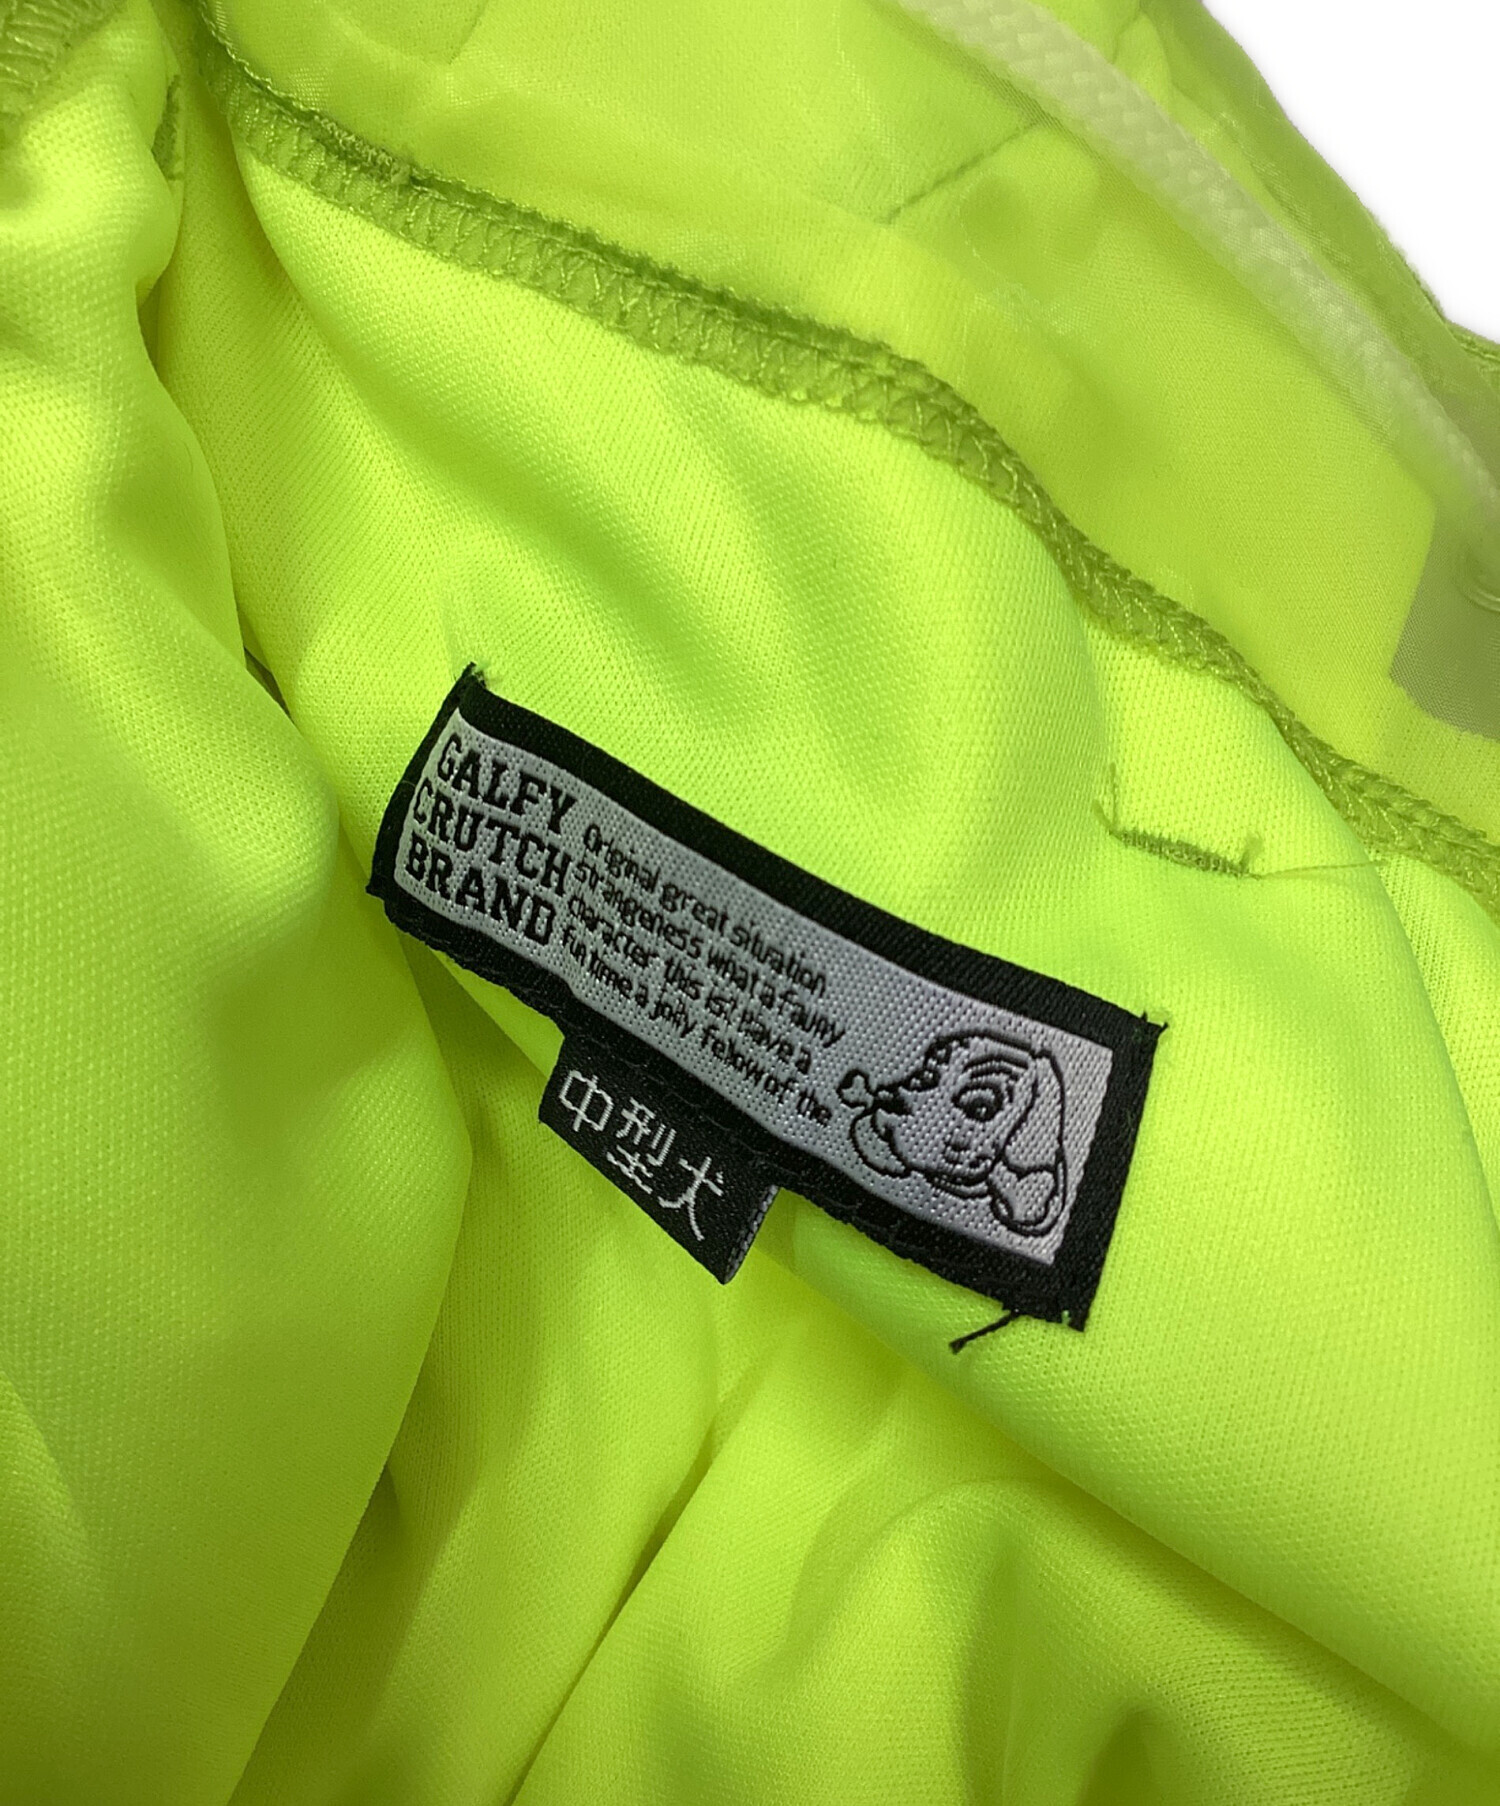 GALFY
CRUTCH
BRAND
Original great situation
strangeness what a fauny
character this is! Have a
fun time a jolly fellow of the
中型犬